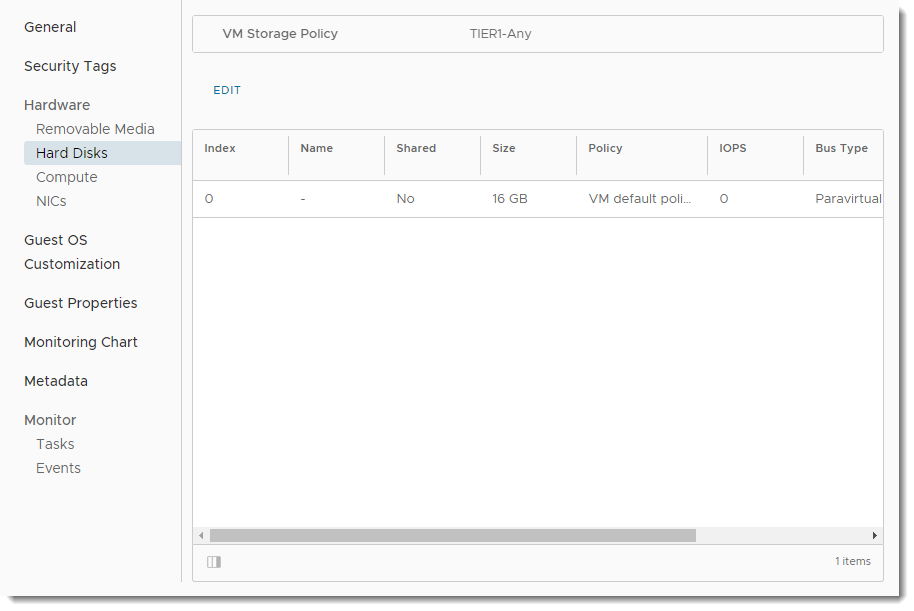 General
Security Tags
Hardware
Removable Media
Hard Disks
Compute
NICs
Guest OS
Customization
Guest Properties
Monitoring Chart
Metadata
Monitor
Tasks
Events
VM Storage Policy TIER1-Any
EDIT
Index Name Shared Size Policy IOPS Bus Type
0 - No 16 GB VM default poli... 0 Paravirtual
1 items